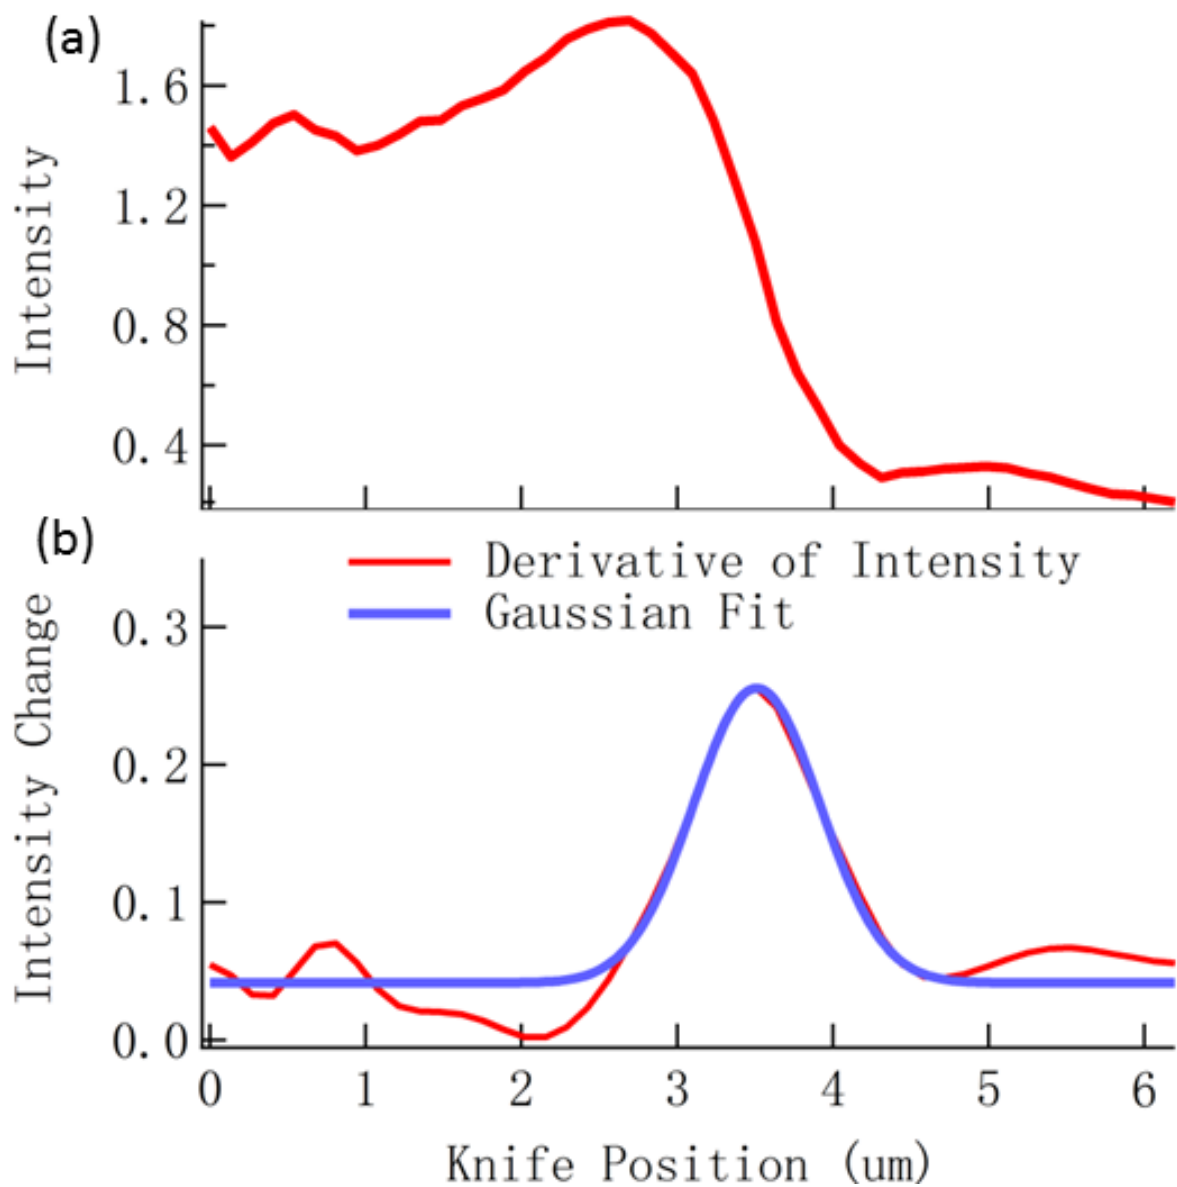 (a)
Intensity
1.6
1.2
0.8
0.4
(b)
Derivative of Intensity
Gaussian Fit
Intensity Change
0.3
0.2
0.1
0.0
0 1 2 3 4 5 6
Knife Position (um)